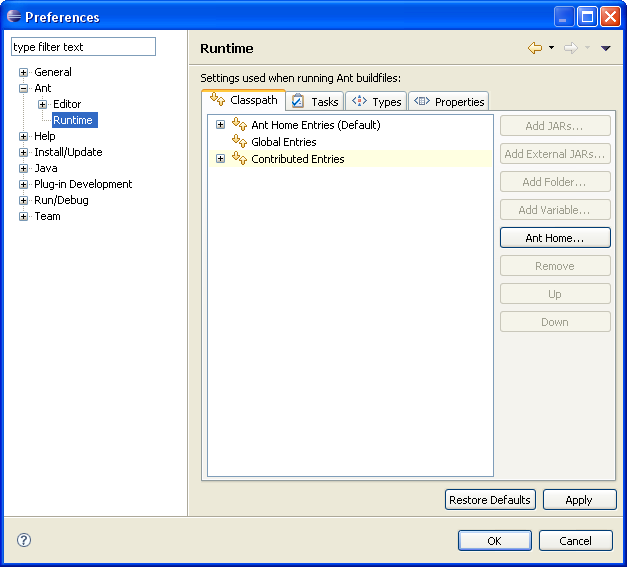 Preferences
type filter text
General
Ant
Editor
Runtime
Help
Install/Update
Java
Plug-in Development
Run/Debug
Team
Runtime
Settings used when running Ant buildfiles:
Classpath Tasks Types Properties
Ant Home Entries (Default)
Global Entries
Contributed Entries
Add JARs...
Add External JARs...
Add Folder...
Add Variable...
Ant Home...
Remove
Up
Down
Restore Defaults Apply
? OK Cancel